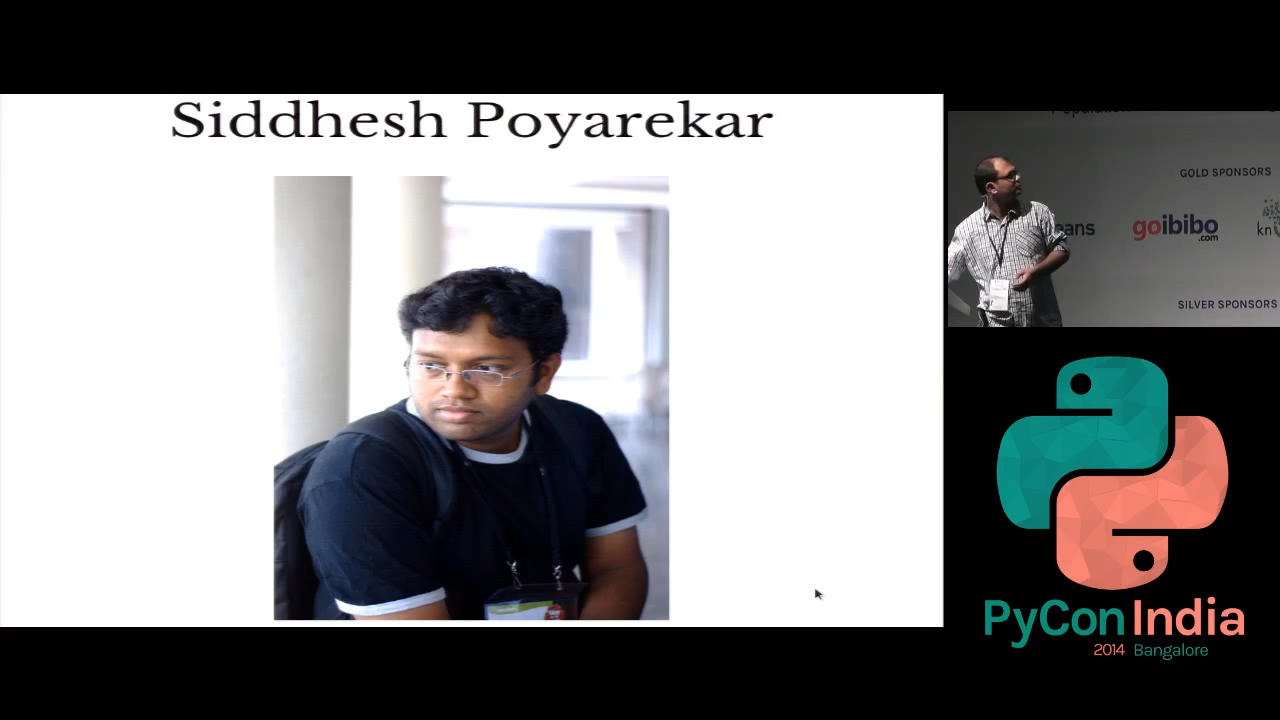 Siddhesh Poyarekar
GOLD SPONSORS
goibibo
.com
SILVER SPONSORS
PyCon India
2014 Bangalore